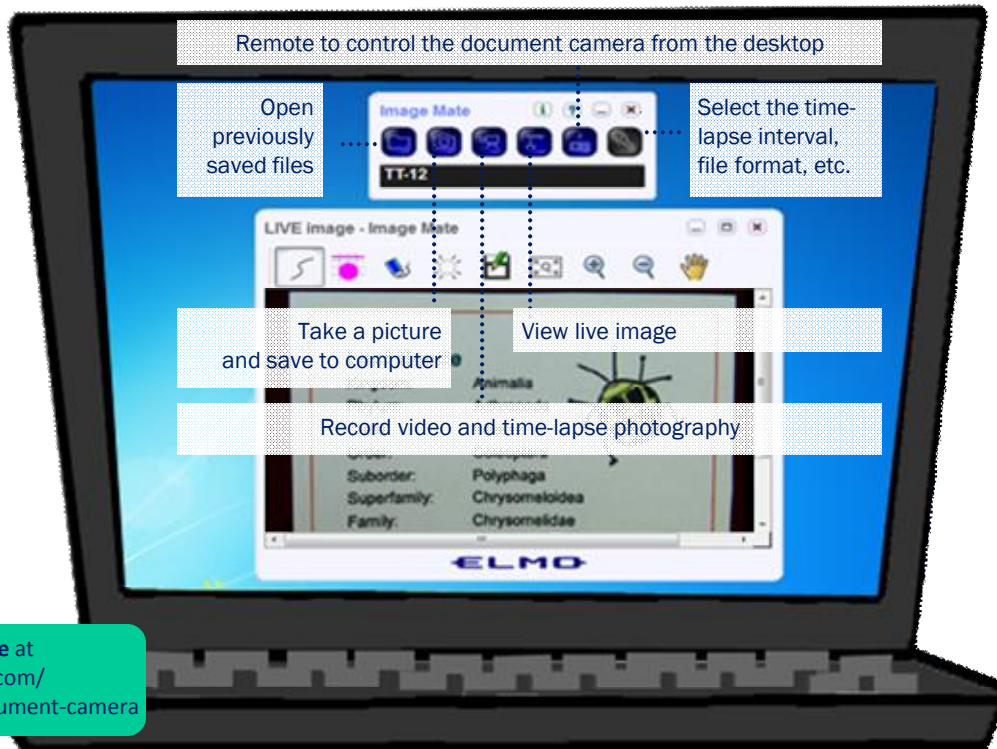 Remote to control the document camera from the desktop
Open
previously
saved files
Image Mate
Select the time-
lapse interval,
file format, etc.
TT-12
LIVE image - Image Mate
Take a picture
and save to computer
View live image
Animalia
Record video and time-lapse photography
Suborder: Polyphaga
Superfamily: Chrysomeloidea
Family: Chrysomelidae
ELMO
e at
com/
ument-camera